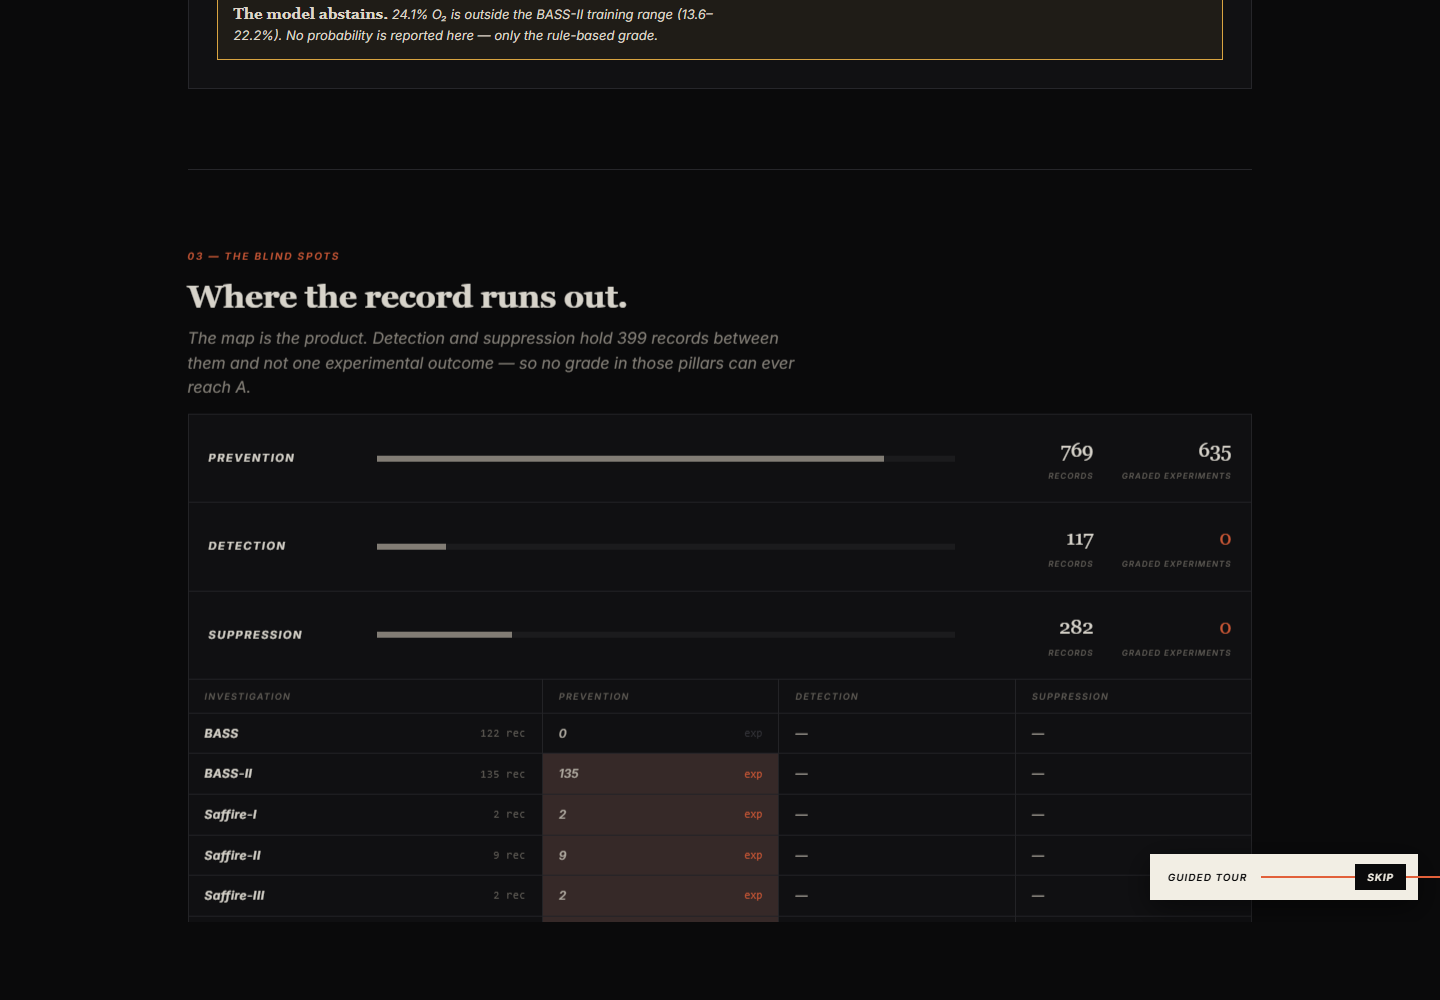 The model abstains. 24.1% O₂ is outside the BASS-II training range (13.6–
22.2%). No probability is reported here — only the rule-based grade.
03 — THE BLIND SPOTS
Where the record runs out.
The map is the product. Detection and suppression hold 399 records between
them and not one experimental outcome — so no grade in those pillars can ever
reach A.
PREVENTION
769
RECORDS
635
GRADED EXPERIMENTS
DETECTION
117
RECORDS
0
GRADED EXPERIMENTS
SUPPRESSION
282
RECORDS
0
GRADED EXPERIMENTS
INVESTIGATION PREVENTION DETECTION SUPPRESSION
BASS 122 rec 0 exp — —
BASS-II 135 rec 135 exp — —
Saffire-I 2 rec 2 exp — —
Saffire-II 9 rec 9 exp — —
Saffire-III 2 rec 2 exp — —
GUIDED TOUR SKIP